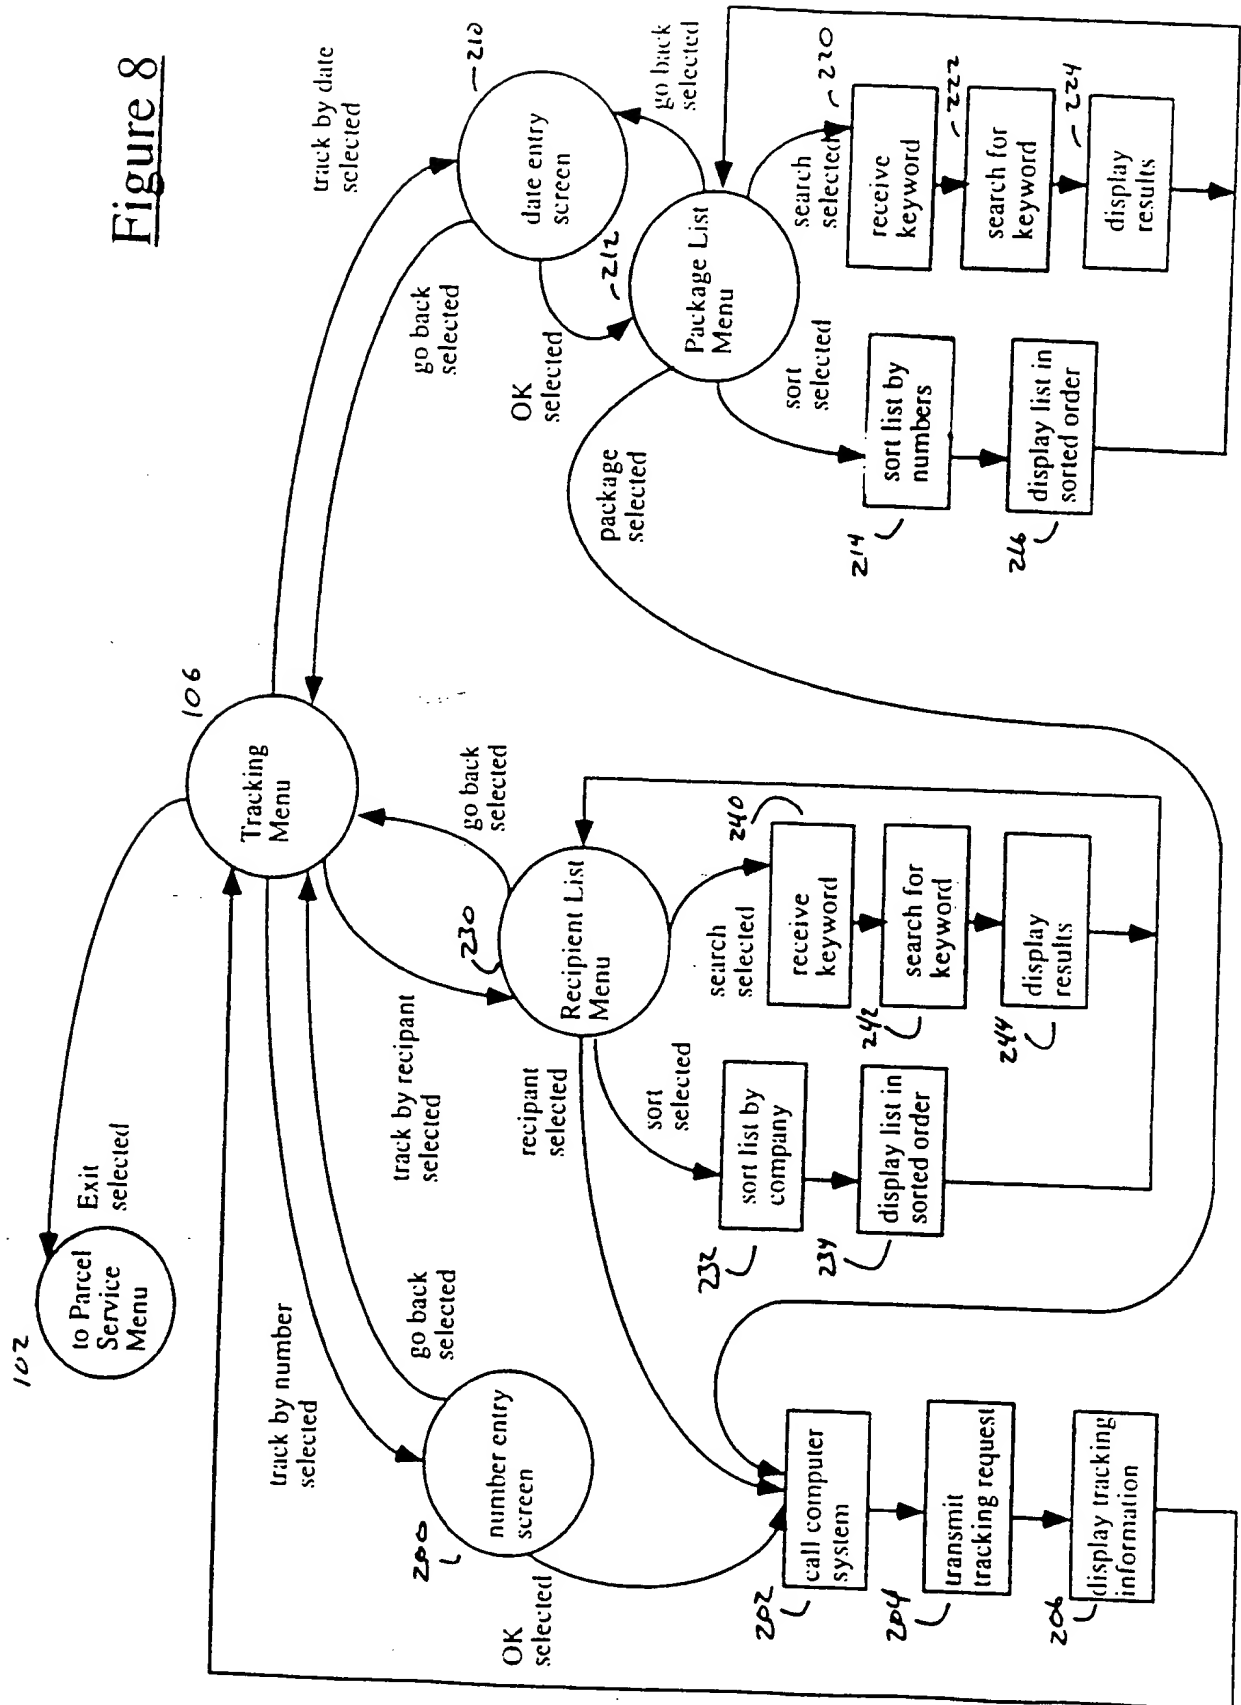 Figure 8
102
to Parcel
Service
Menu
Exit
selected
106
Tracking
Menu
track by number
selected
go back
selected
track by recipant
selected
go back
selected
track by date
selected
go back
selected
200
number entry
screen
OK
selected
230
Recipient List
Menu
recipant
selected
sort
selected
search
selected
210
date entry
screen
OK
selected
go back
selected
212
Package List
Menu
package
selected
sort
selected
search
selected
202
call computer
system
204
transmit
tracking request
206
display tracking
information
232
sort list by
company
234
display list in
sorted order
240
receive
keyword
242
search for
keyword
244
display
results
214
sort list by
numbers
216
display list in
sorted order
220
receive
keyword
222
search for
keyword
224
display
results